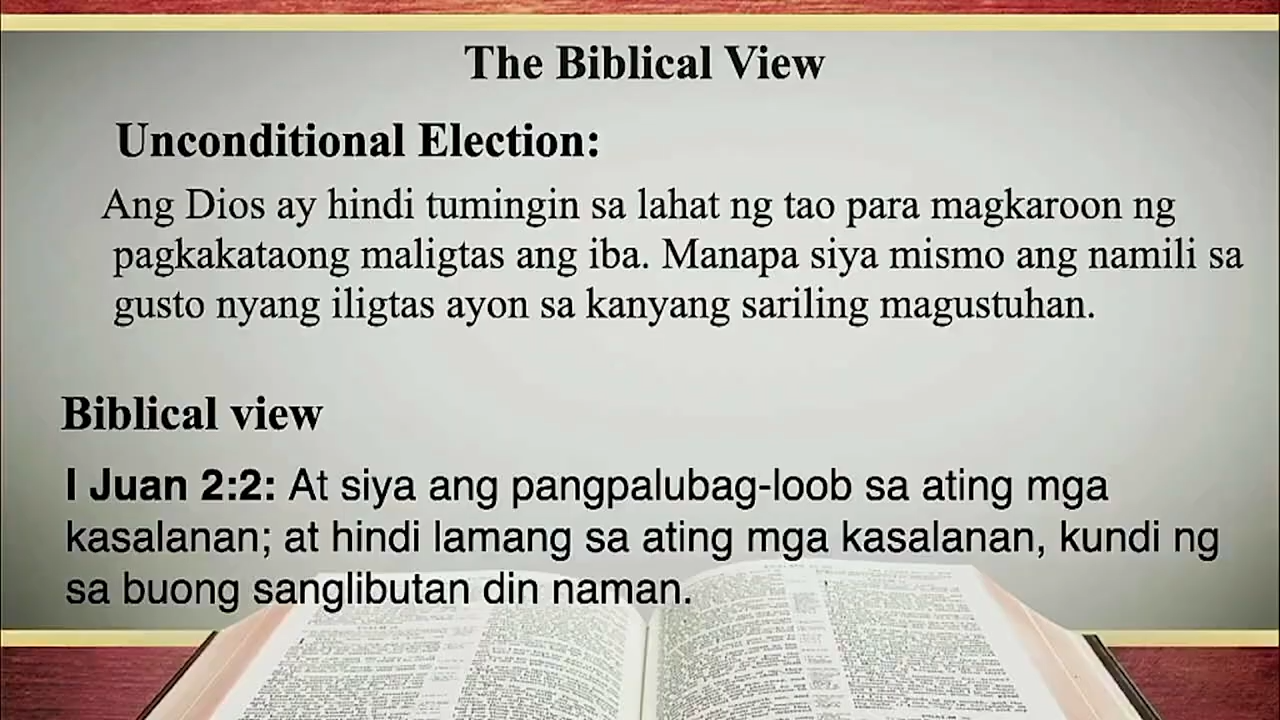 The Biblical View
Unconditional Election:
Ang Dios ay hindi tumingin sa lahat ng tao para magkaroon ng
pagkakataong maligtas ang iba. Manapa siya mismo ang namili sa
gusto nyang iligtas ayon sa kanyang sariling magustuhan.
Biblical view
I Juan 2:2: At siya ang pangpalubag-loob sa ating mga
kasalanan; at hindi lamang sa ating mga kasalanan, kundi ng
sa buong sanglibutan din naman.